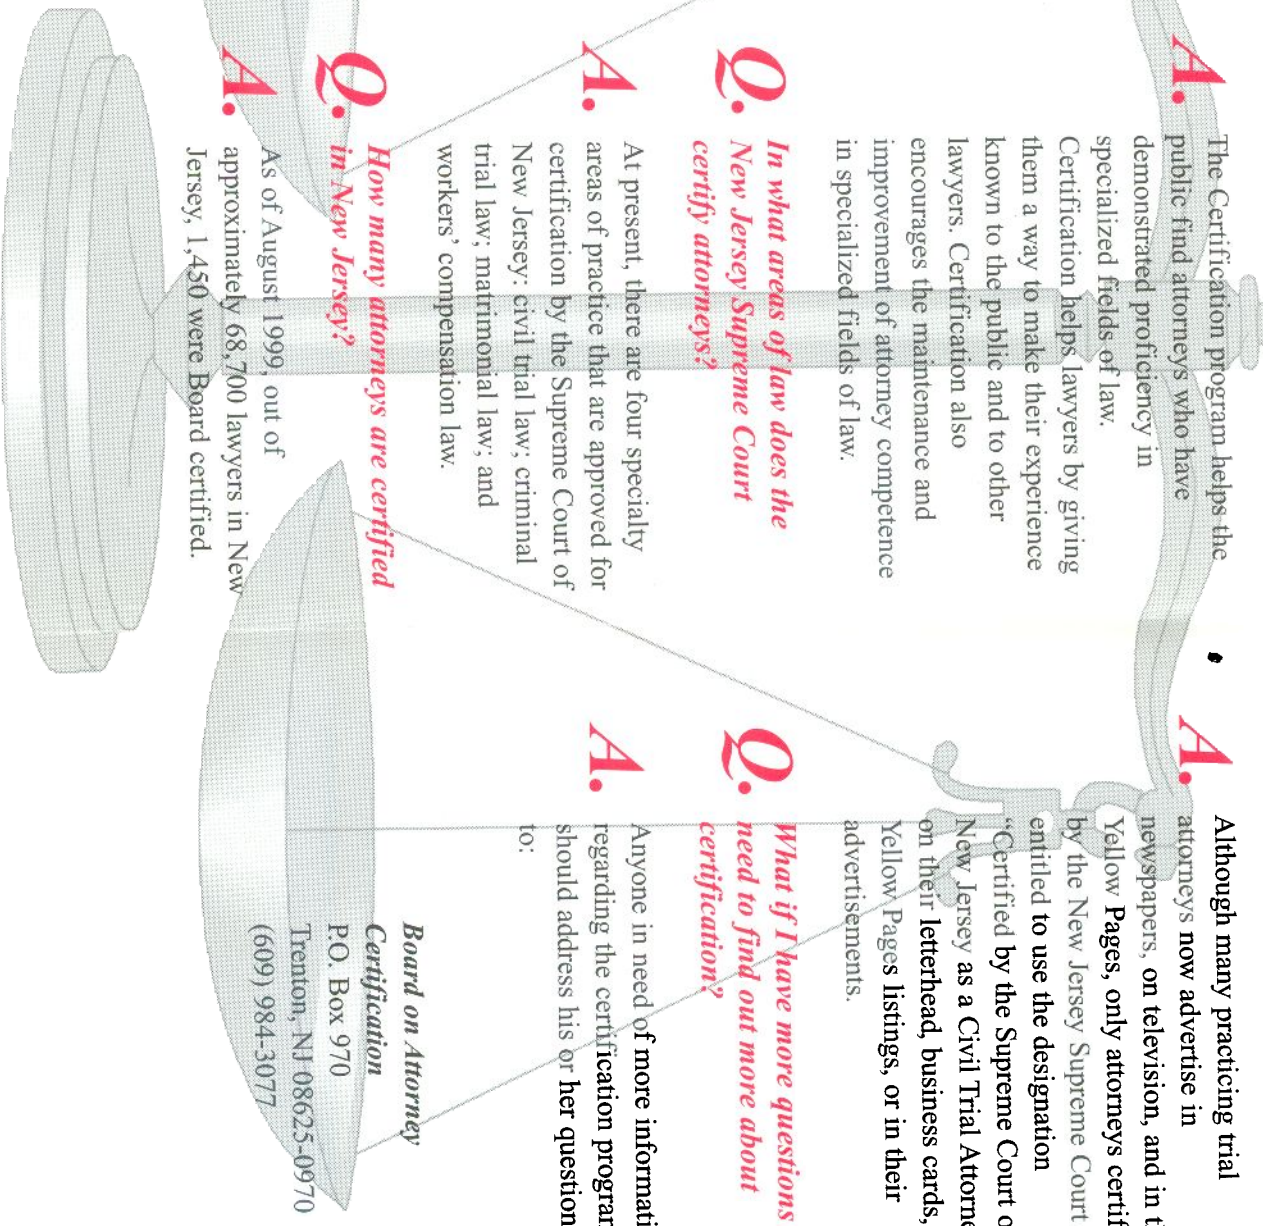 A. The Certification program helps the
public find attorneys who have
demonstrated proficiency in
specialized fields of law.
Certification helps lawyers by giving
them a way to make their experience
known to the public and to other
lawyers. Certification also
encourages the maintenance and
improvement of attorney competence
in specialized fields of law.
Q. In what areas of law does the
New Jersey Supreme Court
certify attorneys?
A. At present, there are four specialty
areas of practice that are approved for
certification by the Supreme Court of
New Jersey: civil trial law; criminal
trial law; matrimonial law; and
workers' compensation law.
Q. How many attorneys are certified
in New Jersey?
A. As of August 1999, out of
approximately 68,700 lawyers in New
Jersey, 1,450 were Board certified.
A. Although many practicing trial
attorneys now advertise in
newspapers, on television, and in
Yellow Pages, only attorneys
by the New Jersey Supreme Court
entitled to use the designation
"Certified by the Supreme Court
New Jersey as a Civil Trial
on their letterhead, business cards,
Yellow Pages listings, or in their
advertisements.
Q. What if I have more questions
need to find out more about
certification?
A. Anyone in need of more
regarding the certification
should address his or her
to:
Board on Attorney
Certification
P.O. Box 970
Trenton, NJ 08625-0970
(609) 984-3077